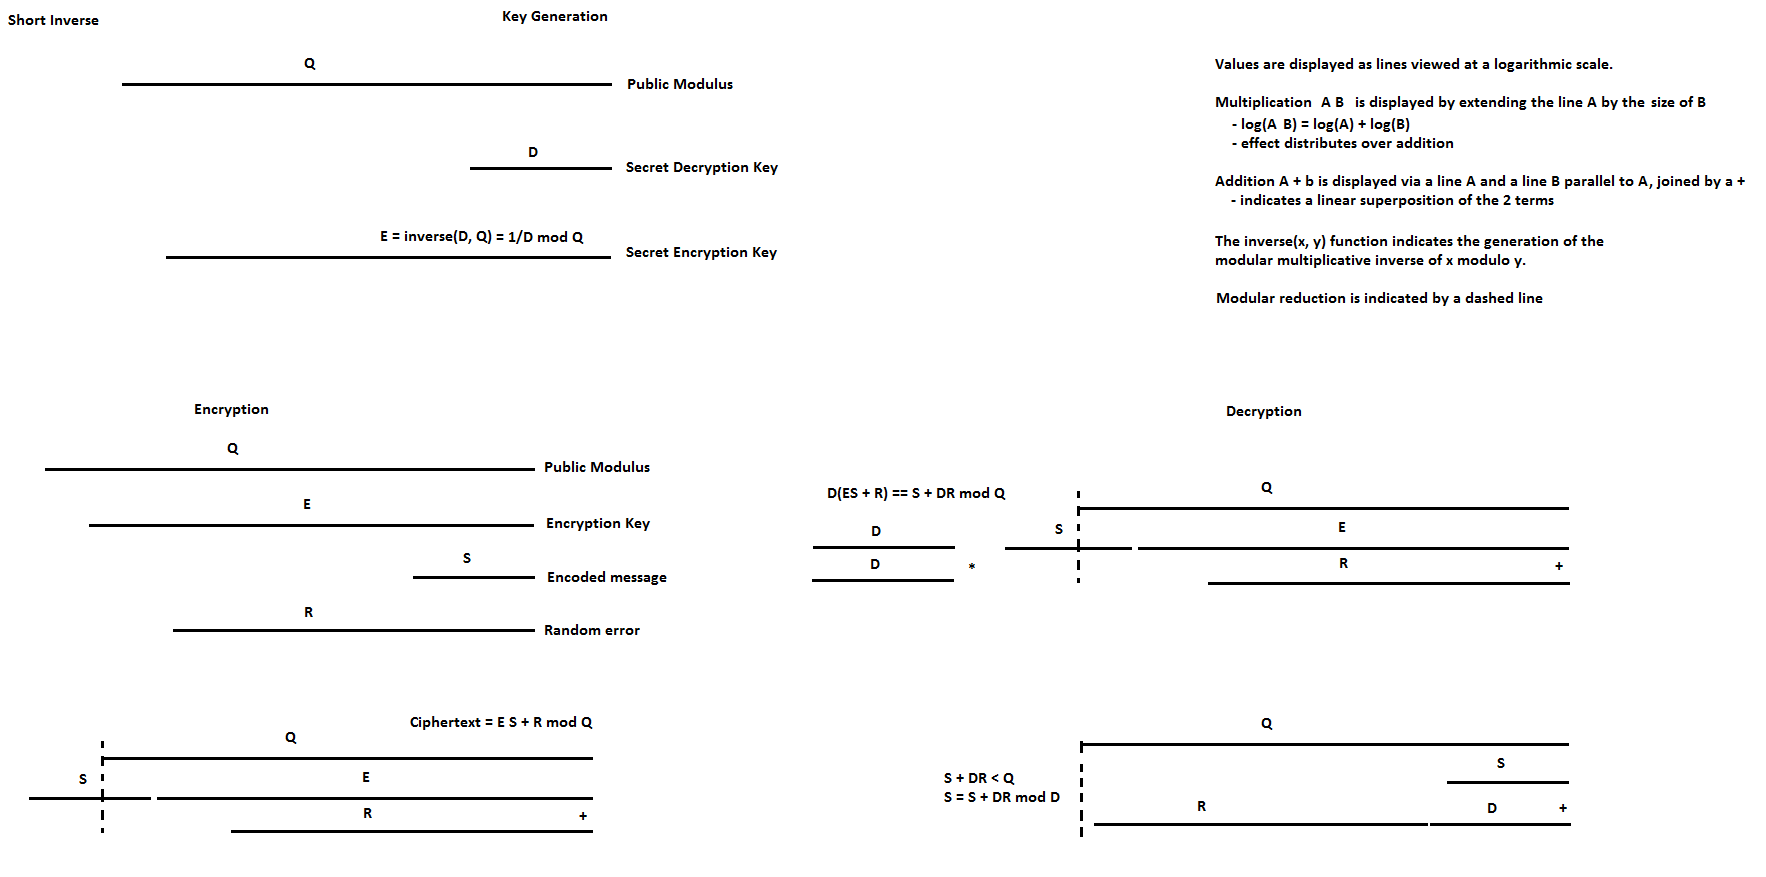 Short Inverse
Key Generation
Q
Public Modulus
D
Secret Decryption Key
E = inverse(D, Q) = 1/D mod Q
Secret Encryption Key
Values are displayed as lines viewed at a logarithmic scale.
Multiplication A B is displayed by extending the line A by the size of B
- log(A B) = log(A) + log(B)
- effect distributes over addition
Addition A + b is displayed via a line A and a line B parallel to A, joined by a +
- indicates a linear superposition of the 2 terms
The inverse(x, y) function indicates the generation of the
modular multiplicative inverse of x modulo y.
Modular reduction is indicated by a dashed line
Encryption
Q
Public Modulus
E
Encryption Key
S
Encoded message
R
Random error
Ciphertext = E S + R mod Q
Q
S
E
R +
Decryption
D(ES + R) == S + DR mod Q
Q
D
S
E
D *
R +
Q
S + DR < Q
S = S + DR mod D
S
R
D +